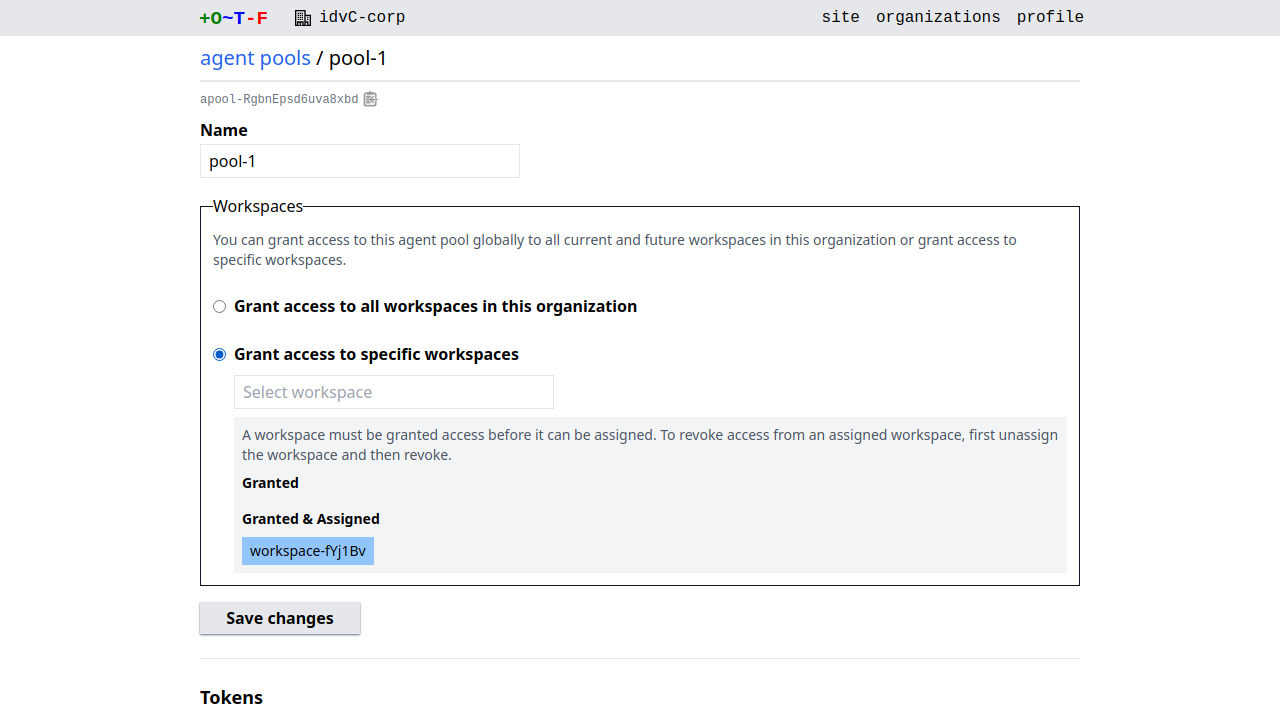 +O~T-F idvC-corp site organizations profile
agent pools / pool-1
apool-RgbnEpsd6uva8xbd
Name
pool-1
Workspaces
You can grant access to this agent pool globally to all current and future workspaces in this organization or grant access to
specific workspaces.
Grant access to all workspaces in this organization
Grant access to specific workspaces
Select workspace
A workspace must be granted access before it can be assigned. To revoke access from an assigned workspace, first unassign
the workspace and then revoke.
Granted
Granted & Assigned
workspace-fYj1Bv
Save changes
Tokens